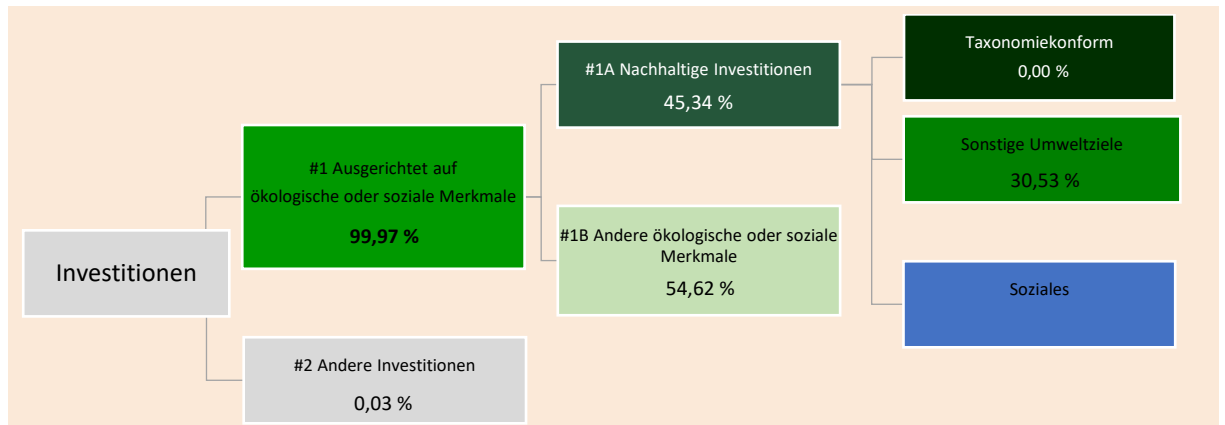 Investitionen
#1 Ausgerichtet auf
ökologische oder soziale Merkmale
99,97 %
#2 Andere Investitionen
0,03 %
#1A Nachhaltige Investitionen
45,34 %
#1B Andere ökologische oder soziale
Merkmale
54,62 %
Taxonomiekonform
0,00 %
Sonstige Umweltziele
30,53 %
Soziales